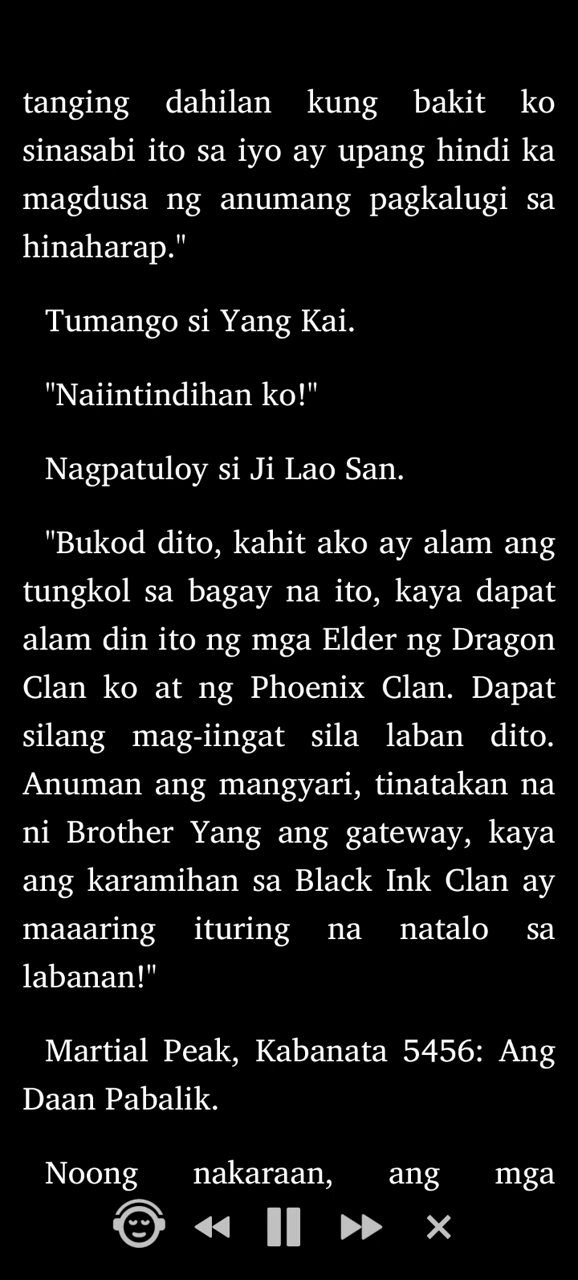 tanging dahilan kung bakit ko
sinasabi ito sa iyo ay upang hindi ka
magdusa ng anumang pagkalugi sa
hinaharap."
Tumango si Yang Kai.
"Naiintindihan ko!"
Nagpatuloy si Ji Lao San.
"Bukod dito, kahit ako ay alam ang
tungkol sa bagay na ito, kaya dapat
alam din ito ng mga Elder ng Dragon
Clan ko at ng Phoenix Clan. Dapat
silang mag-iingat sila laban dito.
Anuman ang mangyari, tinatakan na
ni Brother Yang ang gateway, kaya
ang karamihan sa Black Ink Clan ay
maaaring ituring na natalo sa
labanan!"
Martial Peak, Kabanata 5456: Ang
Daan Pabalik.
Noong nakaraan, ang mga